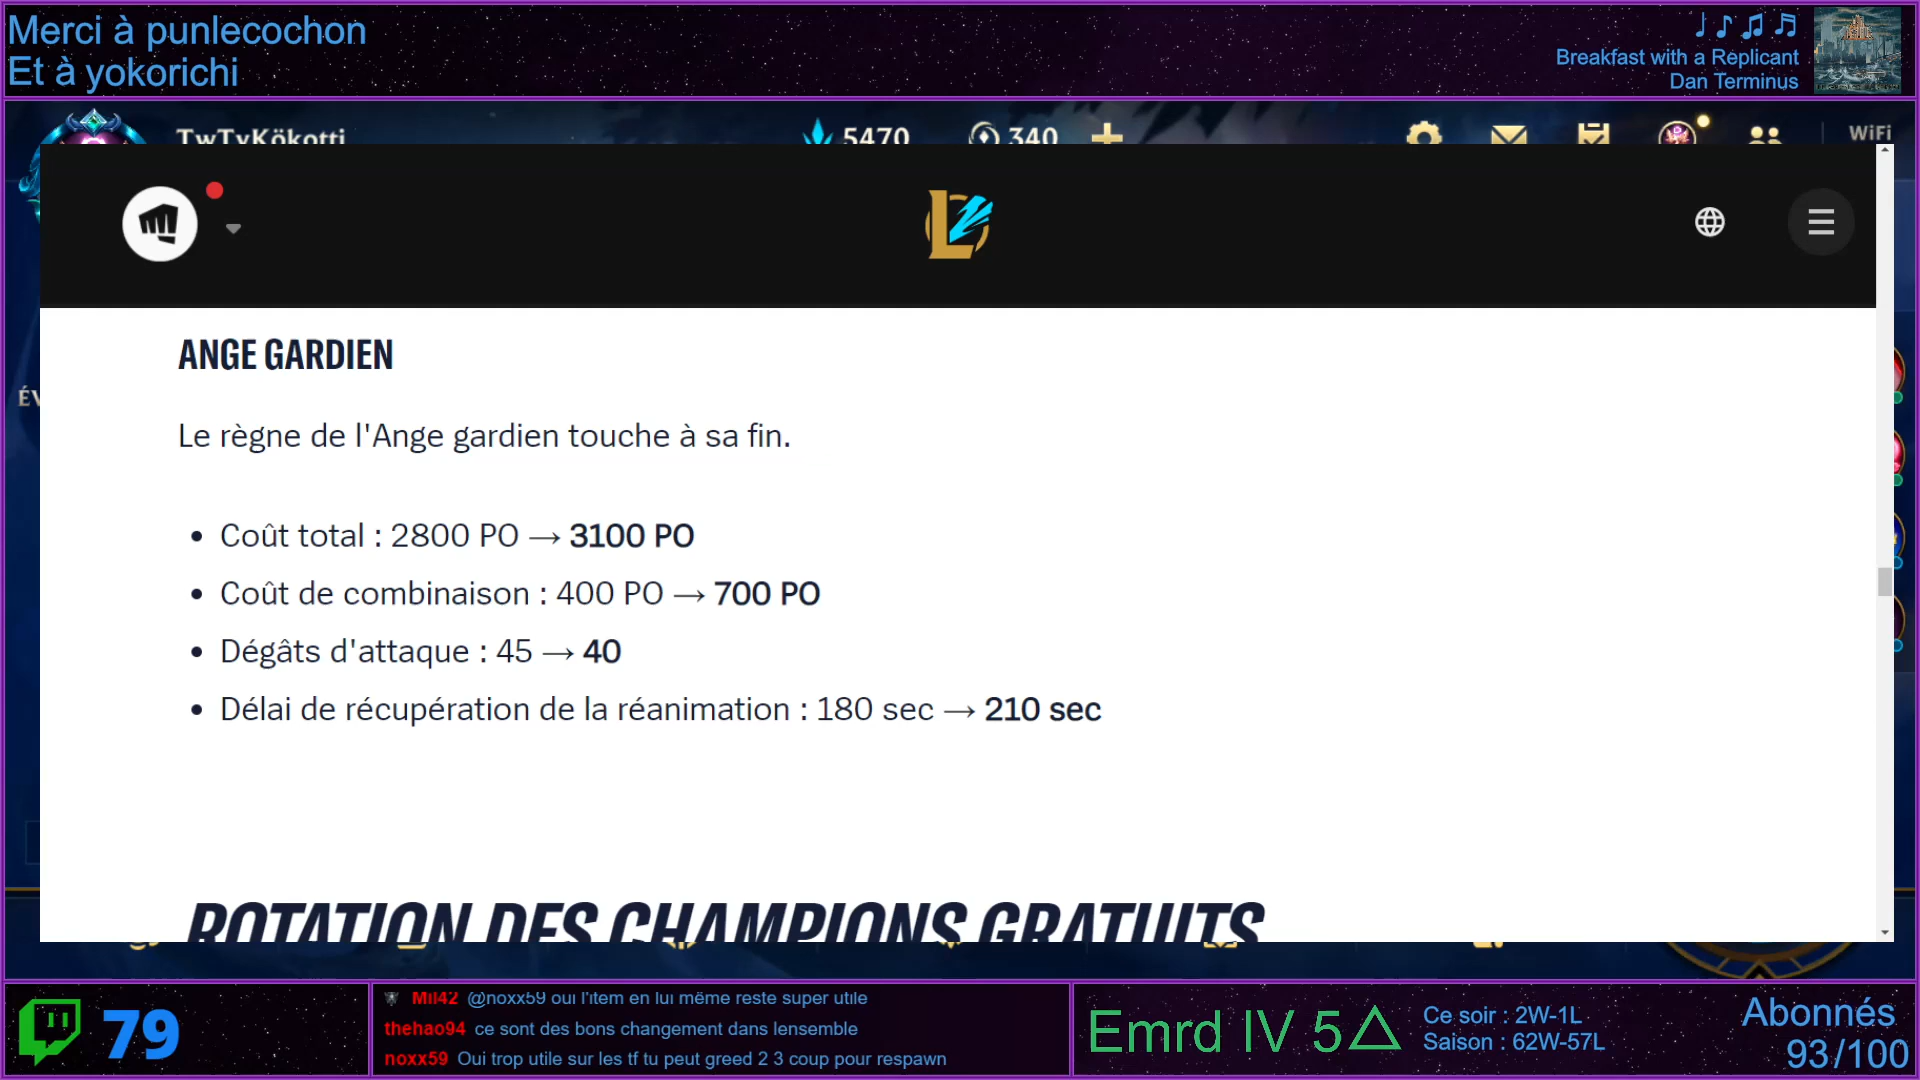 Merci à punlecochon
Et à yokorichi
Breakfast with a Replicant
Dan Terminus
TwTvKökotti
5470
340
WiFi
ANGE GARDIEN
Le règne de l'Ange gardien touche à sa fin.
• Coût total : 2800 PO → 3100 PO
• Coût de combinaison : 400 PO → 700 PO
• Dégâts d'attaque : 45 → 40
• Délai de récupération de la réanimation : 180 sec → 210 sec
ROTATION DES CHAMPIONS GRATUITS
79
Mil42 @noxx59 oui l'item en lui même reste super utile
thehao94 ce sont des bons changement dans lensemble
noxx59 Oui trop utile sur les tf tu peut greed 2 3 coup pour respawn
Emrd IV 5△
Ce soir : 2W-1L
Saison : 62W-57L
Abonnés
93/100